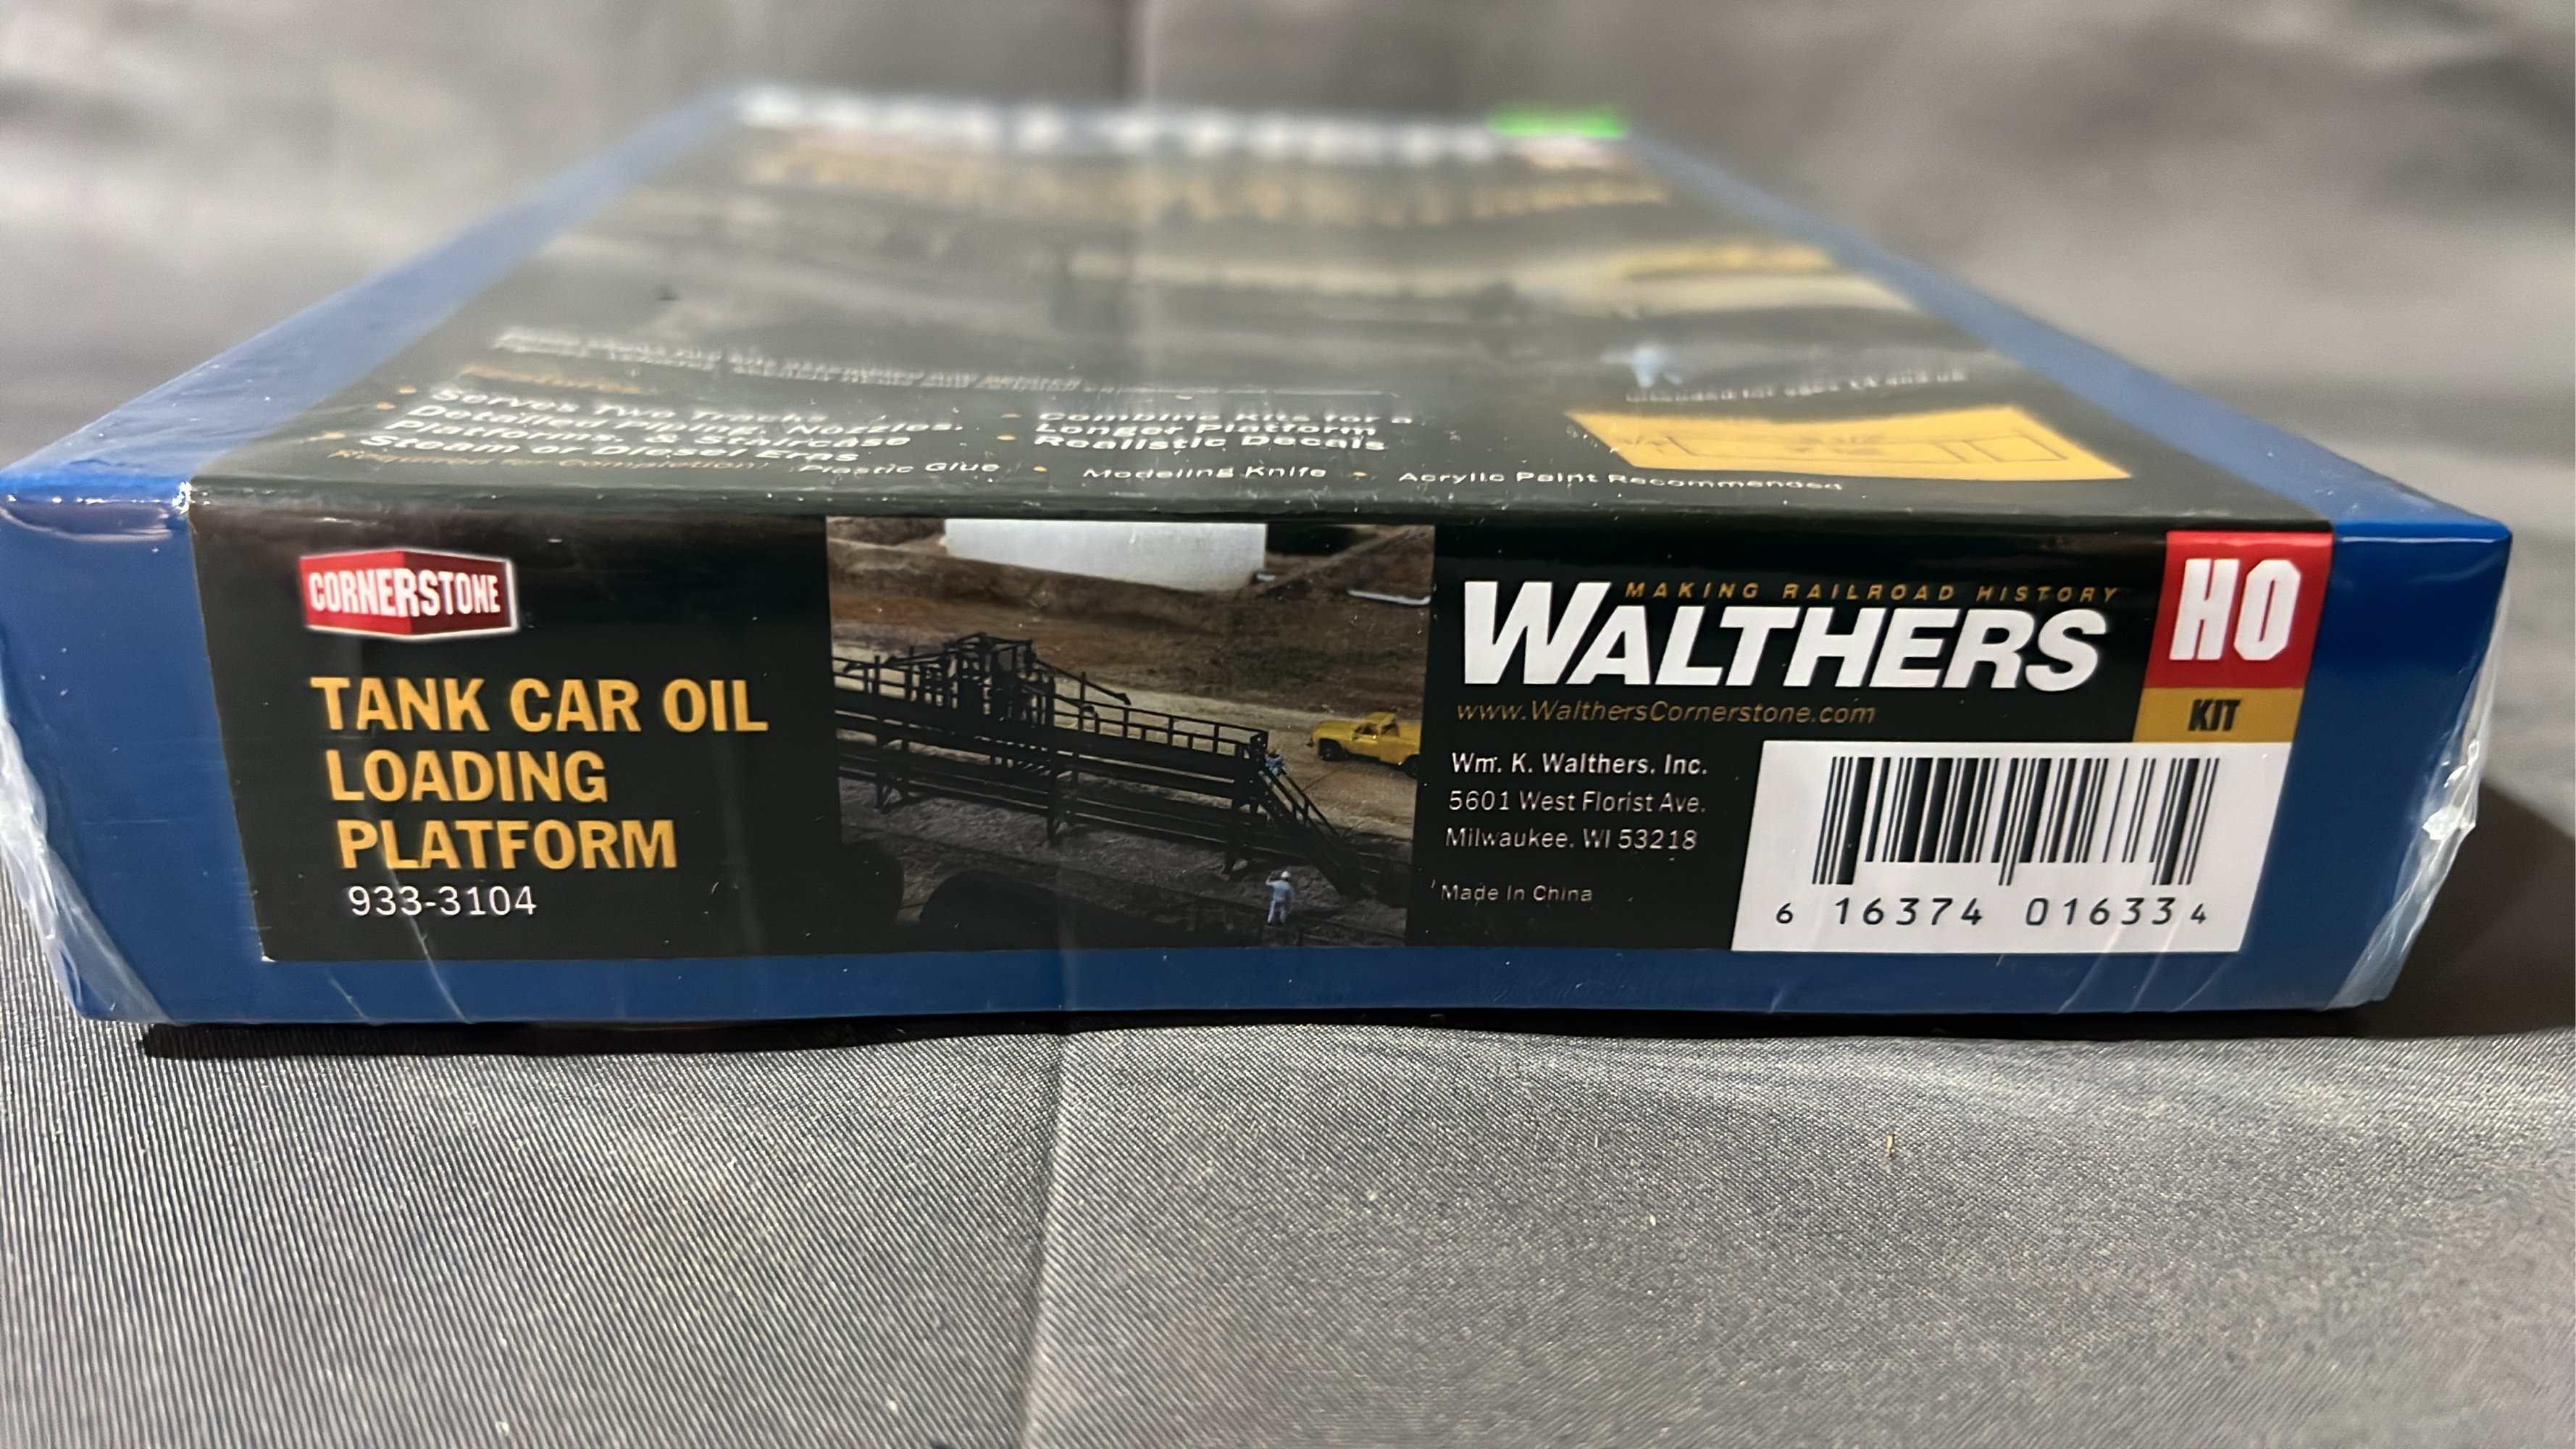 Serves Two Tracks
Detailed Piping, Nozzles,
Platforms, & Staircase
Steam or Diesel Eras
Combine Kits for a
Longer Platform
Realistic Decals
Required for Completion: Plastic Glue • Modeling Knife • Acrylic Paint Recommended
CORNERSTONE
TANK CAR OIL
LOADING
PLATFORM
933-3104
MAKING RAILROAD HISTORY
WALTHERS
www.WalthersCornerstone.com
Wm. K. Walthers, Inc.
5601 West Florist Ave.
Milwaukee, WI 53218
Made In China
HO
KIT
6 16374 01633 4